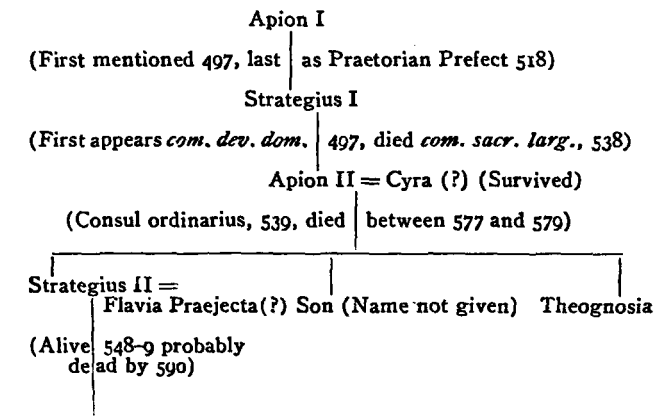 Apion I
(First mentioned 497, last as Praetorian Prefect 518)
Strategius I
(First appears com. dev. dom. 497, died com. sacr. larg., 538)
Apion II = Cyra (?) (Survived)
(Consul ordinarius, 539, died between 577 and 579)
Strategius II =
Flavia Praejecta(?) Son (Name not given) Theognosia
(Alive 548-9 probably
dead by 590)